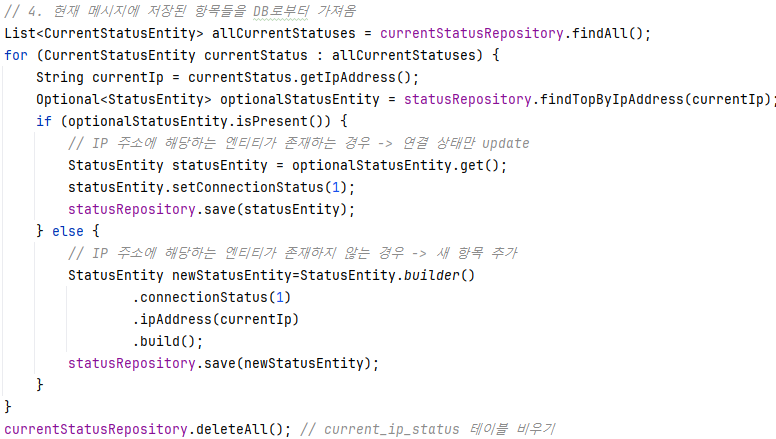 // 4. 현재 메시지에 저장된 항목들을 DB로부터 가져옴
List<CurrentStatusEntity> allCurrentStatuses = currentStatusRepository.findAll();
for (CurrentStatusEntity currentStatus : allCurrentStatuses) {
    String currentIp = currentStatus.getIpAddress();
    Optional<StatusEntity> optionalStatusEntity = statusRepository.findTopByIpAddress(currentIp);
    if (optionalStatusEntity.isPresent()) {
        // IP 주소에 해당하는 엔티티가 존재하는 경우 -> 연결 상태만 update
        StatusEntity statusEntity = optionalStatusEntity.get();
        statusEntity.setConnectionStatus(1);
        statusRepository.save(statusEntity);
    } else {
        // IP 주소에 해당하는 엔티티가 존재하지 않는 경우 -> 새 항목 추가
        StatusEntity newStatusEntity=StatusEntity.builder()
                .connectionStatus(1)
                .ipAddress(currentIp)
                .build();
        statusRepository.save(newStatusEntity);
    }
}
currentStatusRepository.deleteAll(); // current_ip_status 테이블 비우기